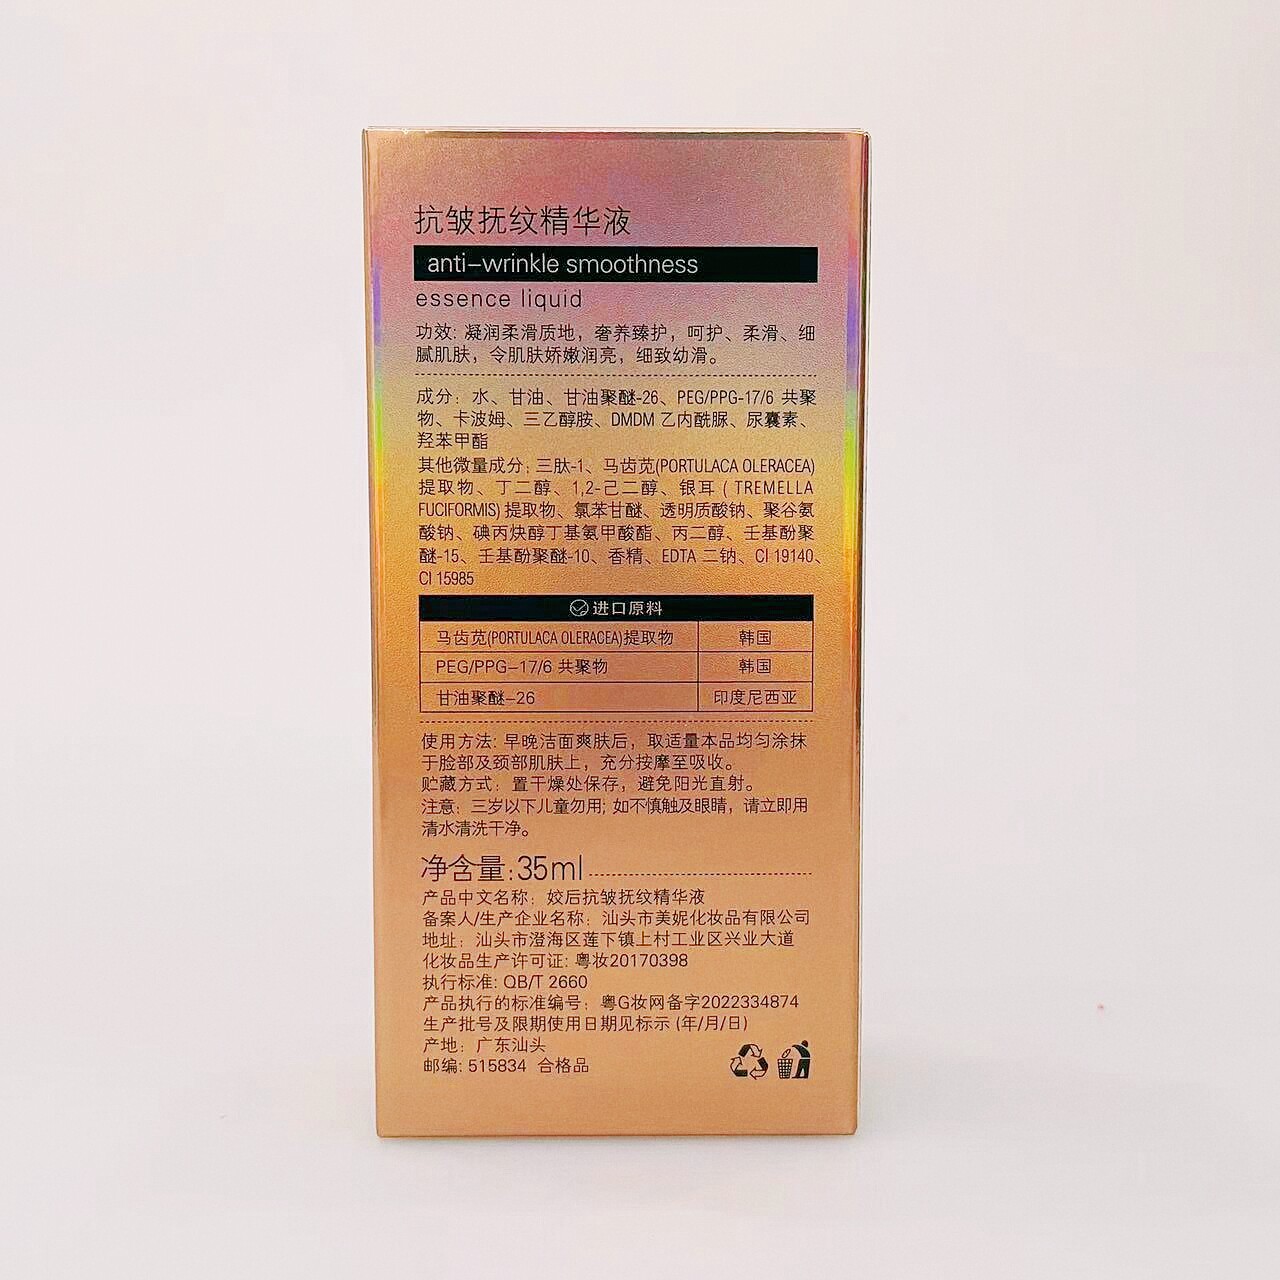 抗皱抚纹精华液
anti-wrinkle smoothness
essence liquid
功效: 凝润柔滑质地，奢养臻护，呵护、柔滑、细
腻肌肤，令肌肤娇嫩润亮，细致幼滑。
成分: 水、甘油、甘油聚醚-26、PEG/PPG-17/6 共聚
物、卡波姆、三乙醇胺、DMDM 乙内酰脲、尿囊素、
羟苯甲酯
其他微量成分: 三肽-1、马齿苋(PORTULACA OLERACEA)
提取物、丁二醇、1,2-己二醇、银耳 ( TREMELLA
FUCIFORMIS) 提取物、氯苯甘醚、透明质酸钠、聚谷氨
酸钠、碘丙炔醇丁基氨甲酸酯、丙二醇、壬基酚聚
醚-15、壬基酚聚醚-10、香精、EDTA 二钠、CI 19140、
CI 15985
进口原料
马齿苋(PORTULACA OLERACEA)提取物 韩国
PEG/PPG-17/6 共聚物 韩国
甘油聚醚-26 印度尼西亚
使用方法: 早晚洁面爽肤后，取适量本品均匀涂抹
于脸部及颈部肌肤上，充分按摩至吸收。
贮藏方式: 置干燥处保存，避免阳光直射。
注意: 三岁以下儿童勿用; 如不慎触及眼睛，请立即用
清水清洗干净。
净含量:35ml
产品中文名称: 姣后抗皱抚纹精华液
备案人/生产企业名称: 汕头市美妮化妆品有限公司
地址: 汕头市澄海区莲下镇上村工业区兴业大道
化妆品生产许可证: 粤妆20170398
执行标准: QB/T 2660
产品执行的标准编号: 粤G妆网备字2022334874
生产批号及限期使用日期见标示 (年/月/日)
产地: 广东汕头
邮编: 515834 合格品